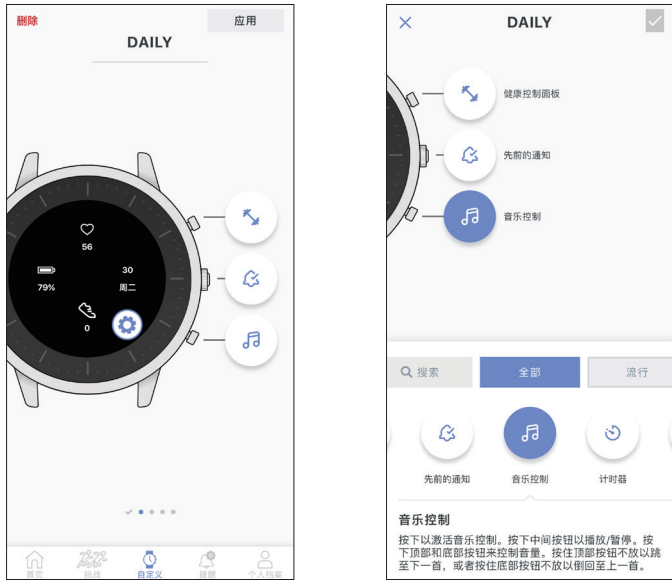 删除
应用
DAILY
56
79%
30
周二
0
首页
挑战
自定义
提醒
个人档案
DAILY
健康控制面板
先前的通知
音乐控制
搜索
全部
流行
先前的通知
音乐控制
计时器
音乐控制
按下以激活音乐控制。按下中间按钮以播放/暂停。按
下顶部和底部按钮来控制音量。按住顶部按钮不放以跳
至下一首，或者按住底部按钮不放以倒回至上一首。